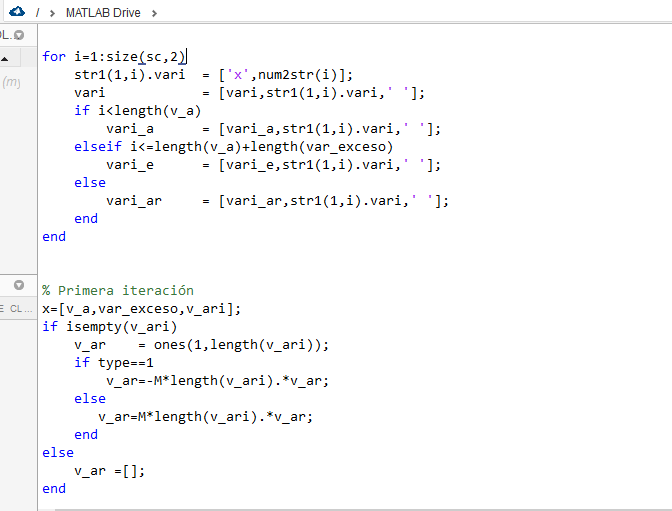 / > MATLAB Drive >
for i=1:size(sc,2)
    str1(1,i).vari  = ['x',num2str(i)];
    vari            = [vari,str1(1,i).vari,' '];
    if i<length(v_a)
        vari_a      = [vari_a,str1(1,i).vari,' '];
    elseif i<=length(v_a)+length(var_exceso)
        vari_e      = [vari_e,str1(1,i).vari,' '];
    else
        vari_ar     = [vari_ar,str1(1,i).vari,' '];
    end
end
% Primera iteración
x=[v_a,var_exceso,v_ari];
if isempty(v_ari)
    v_ar    = ones(1,length(v_ari));
    if type==1
        v_ar=-M*length(v_ari).*v_ar;
    else
       v_ar=M*length(v_ari).*v_ar;
    end
else
    v_ar =[];
end